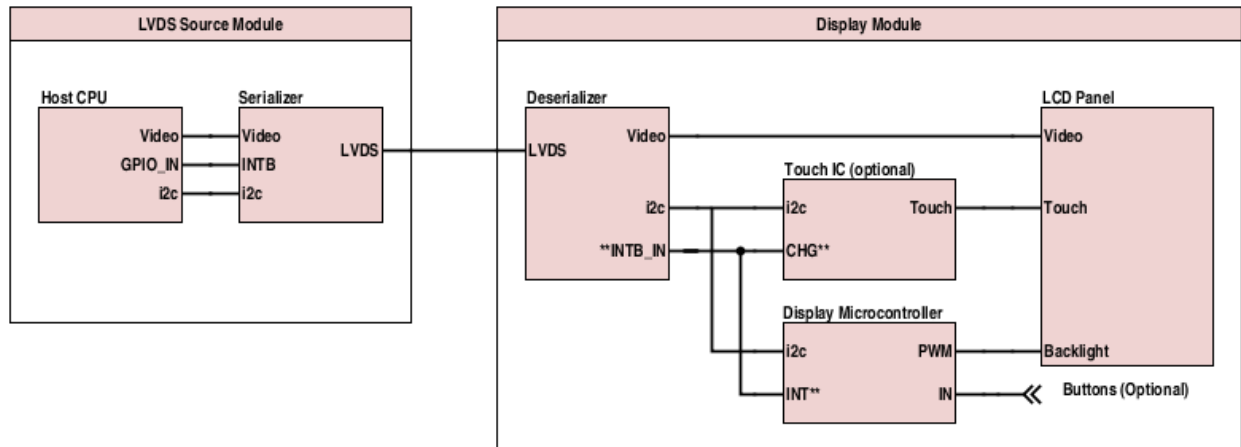 LVDS Source Module
Display Module
Host CPU
Serializer
Video
GPIO_IN
i2c
Video
INTB
i2c
LVDS
Deserializer
LVDS
Video
i2c
**INTB_IN
Touch IC (optional)
i2c
CHG**
Touch
Display Microcontroller
i2c
INT**
PWM
IN
LCD Panel
Video
Touch
Backlight
Buttons (Optional)